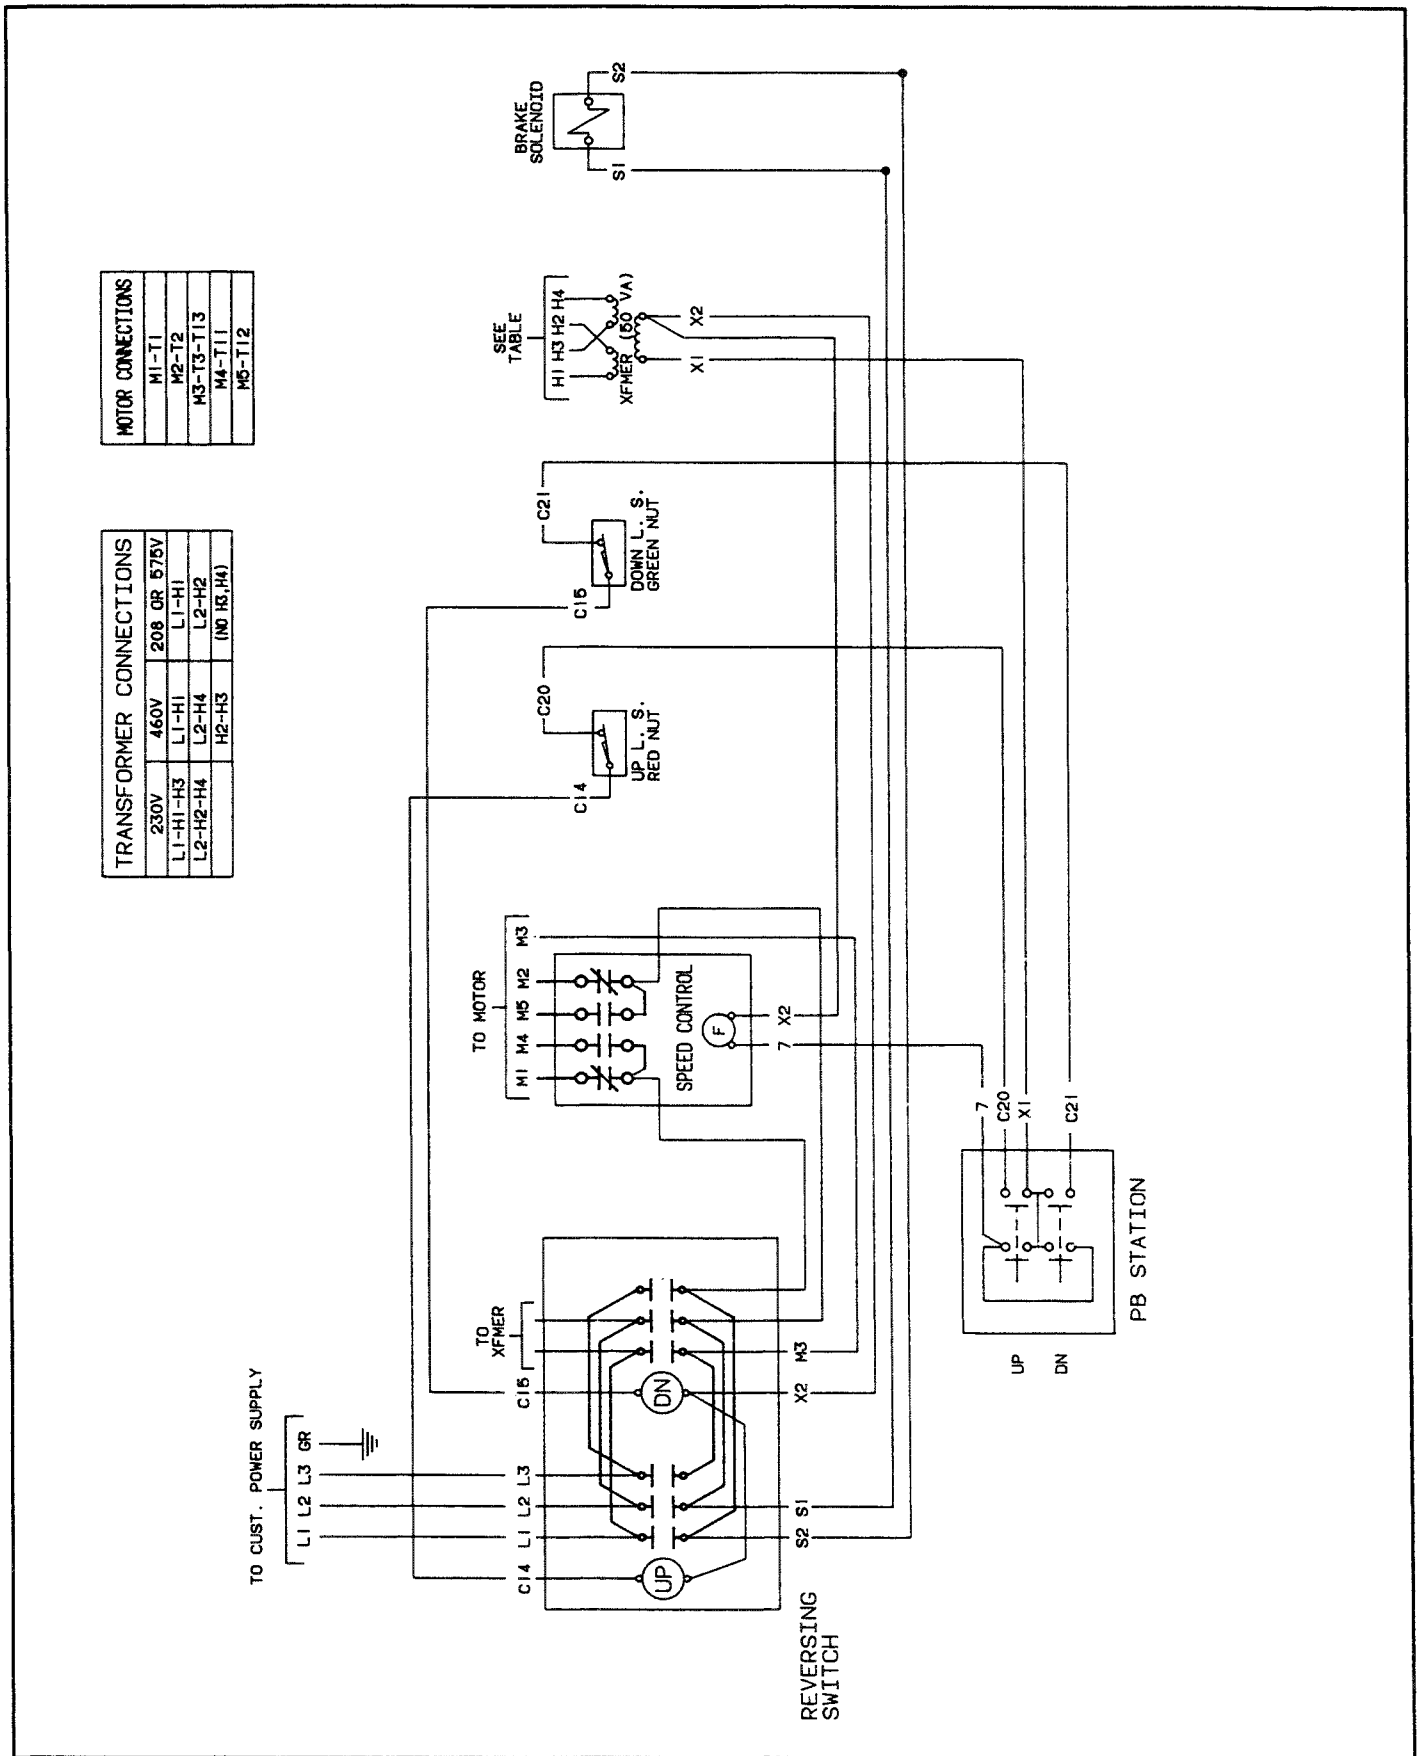 TRANSFORMER CONNECTIONS
230V 460V 208 OR 575V
L1-H1-H3 L1-H1 L1-H1
L2-H2-H4 L2-H4 L2-H2
H2-H3 (NO H3,H4)
MOTOR CONNECTIONS
M1-T1
M2-T2
M3-T3-T13
M4-T11
M5-T12
TO CUST. POWER SUPPLY
L1 L2 L3 GR
C14 L1 L2 L3 C15
TO
XFMER
UP
DN
S2 S1 X2 M3
REVERSING
SWITCH
TO MOTOR
M1 M4 M5 M2 M3
SPEED CONTROL
F
7 X2
C14
C20
UP L. S.
RED NUT
C15
C21
DOWN L. S.
GREEN NUT
SEE
TABLE
H1 H3 H2 H4
XFMER (150 VA)
X1 X2
BRAKE
SOLENOID
S1 S2
7
C20
X1
C21
UP
DN
PB STATION